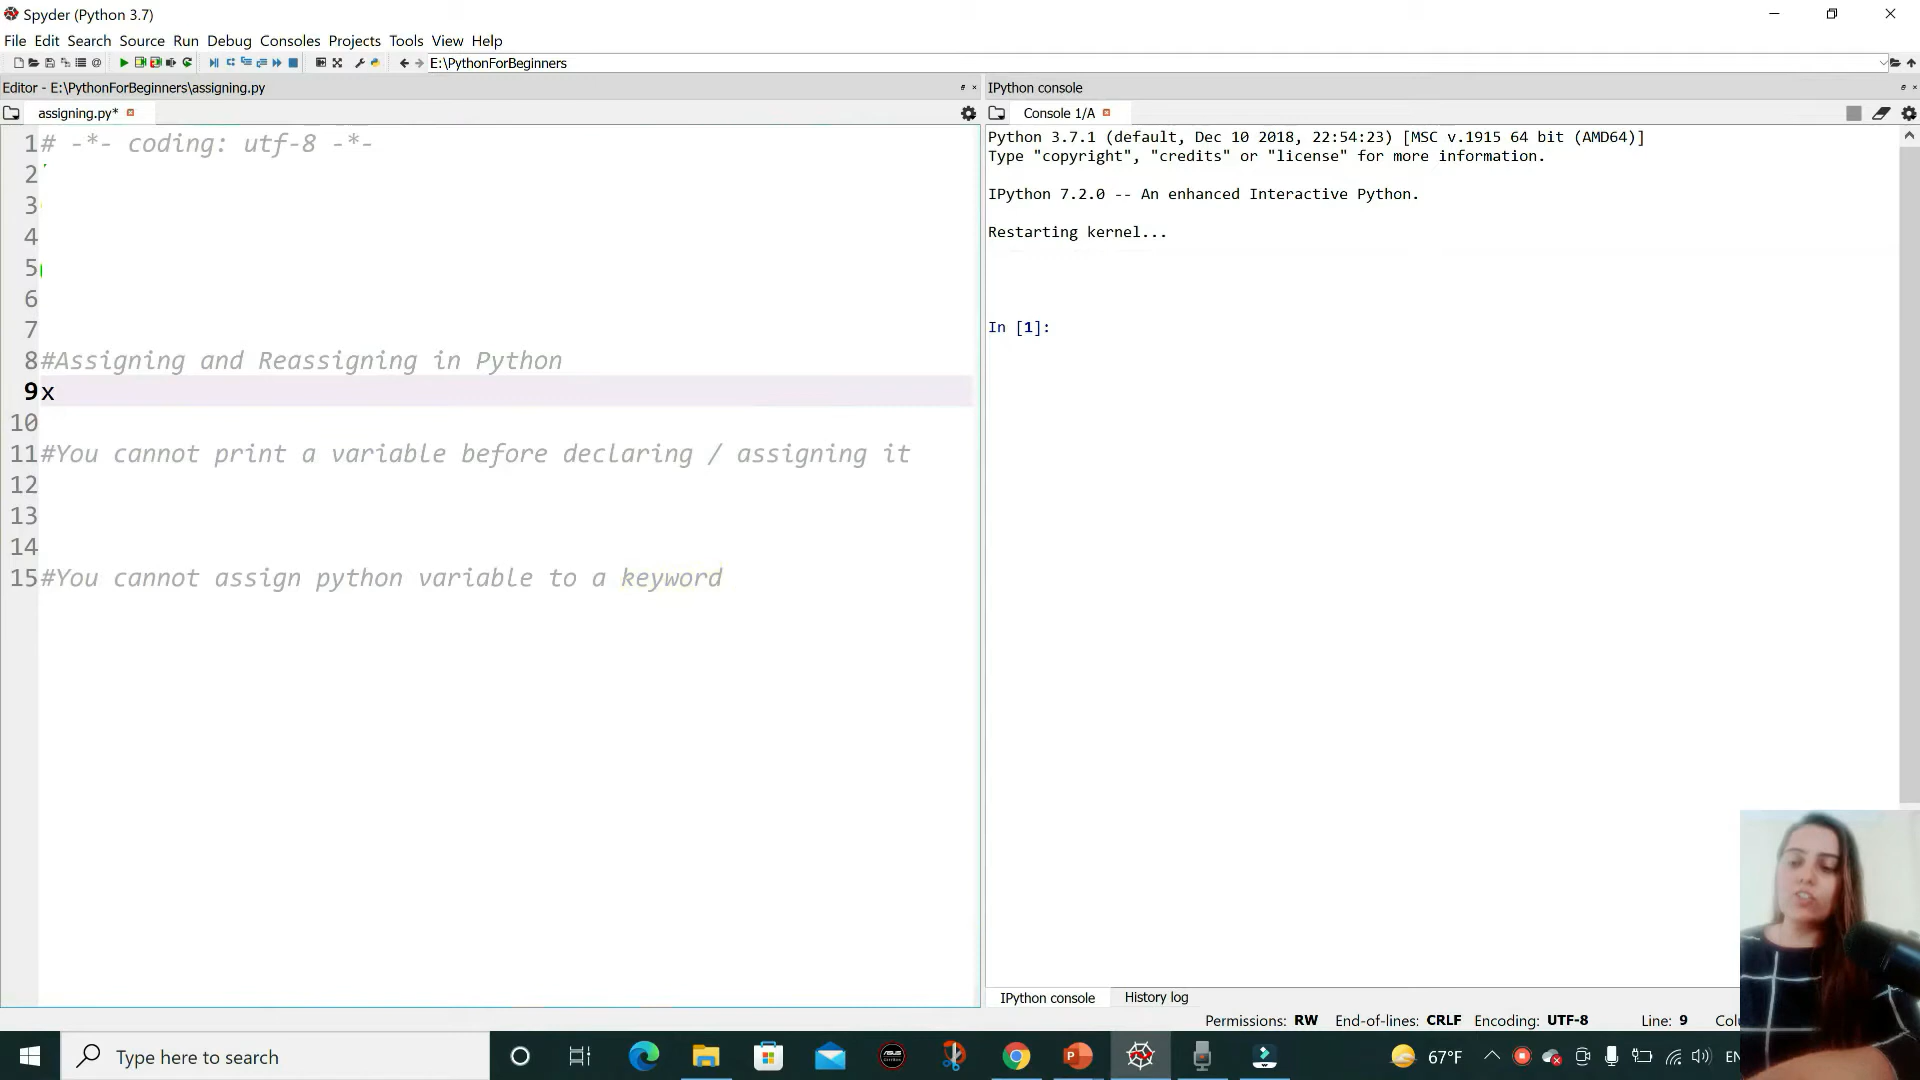 Spyder (Python 3.7)
File Edit Search Source Run Debug Consoles Projects Tools View Help
E:\PythonForBeginners
Editor - E:\PythonForBeginners\assigning.py
IPython console
assigning.py*
Console 1/A
1 # -*- coding: utf-8 -*-
2
3
4
5
6
7
8 #Assigning and Reassigning in Python
9 x
10
11 #You cannot print a variable before declaring / assigning it
12
13
14
15 #You cannot assign python variable to a keyword
Python 3.7.1 (default, Dec 10 2018, 22:54:23) [MSC v.1915 64 bit (AMD64)]
Type "copyright", "credits" or "license" for more information.
IPython 7.2.0 -- An enhanced Interactive Python.
Restarting kernel...
In [1]:
IPython console History log
Permissions: RW End-of-lines: CRLF Encoding: UTF-8 Line: 9
Type here to search
67°F